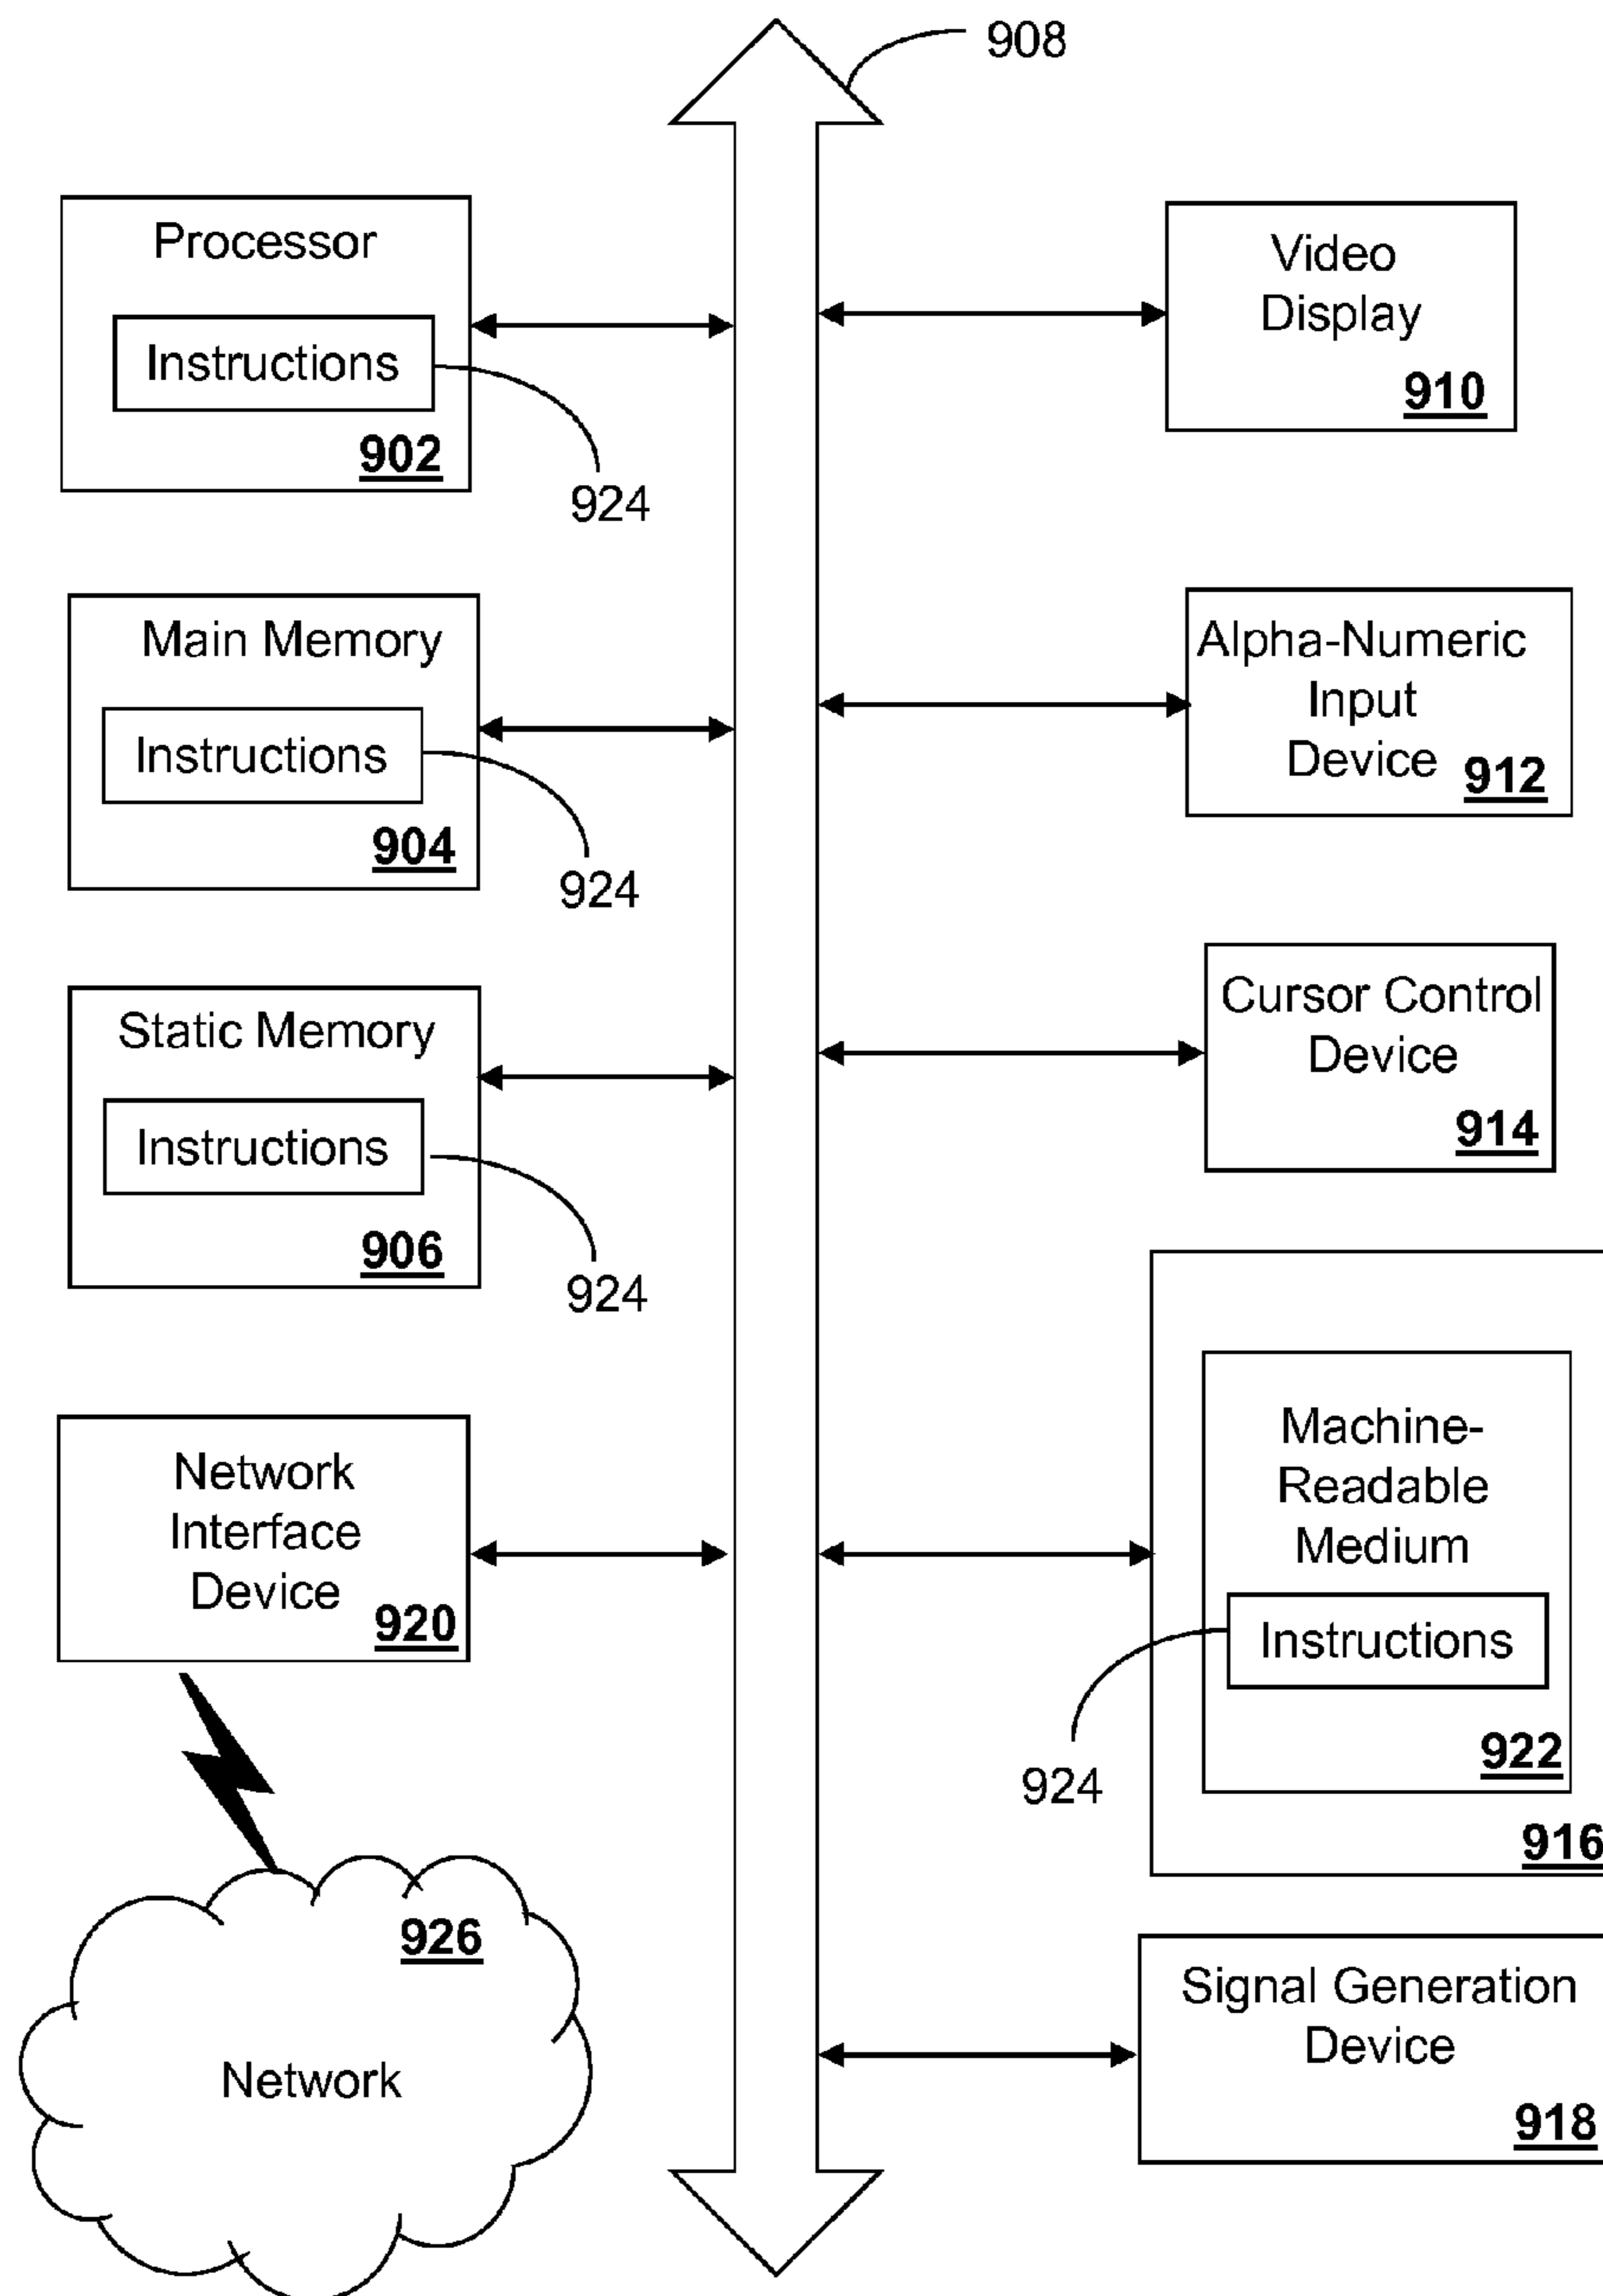 908
Processor
Instructions
902
924
Main Memory
Instructions
904
924
Static Memory
Instructions
906
924
Network
Interface
Device
920
926
Network
Video
Display
910
Alpha-Numeric
Input
Device
912
Cursor Control
Device
914
Machine-
Readable
Medium
Instructions
922
924
916
Signal Generation
Device
918